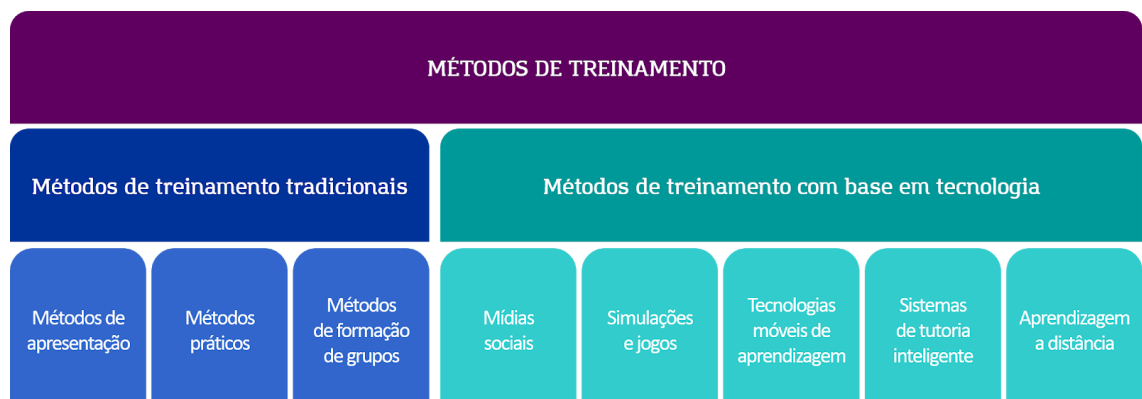 MÉTODOS DE TREINAMENTO
Métodos de treinamento tradicionais
Métodos de treinamento com base em tecnologia
Métodos de
apresentação
Métodos
práticos
Métodos
de formação
de grupos
Mídias
sociais
Simulações
e jogos
Tecnologias
móveis de
aprendizagem
Sistemas
de tutoria
inteligente
Aprendizagem
a distância